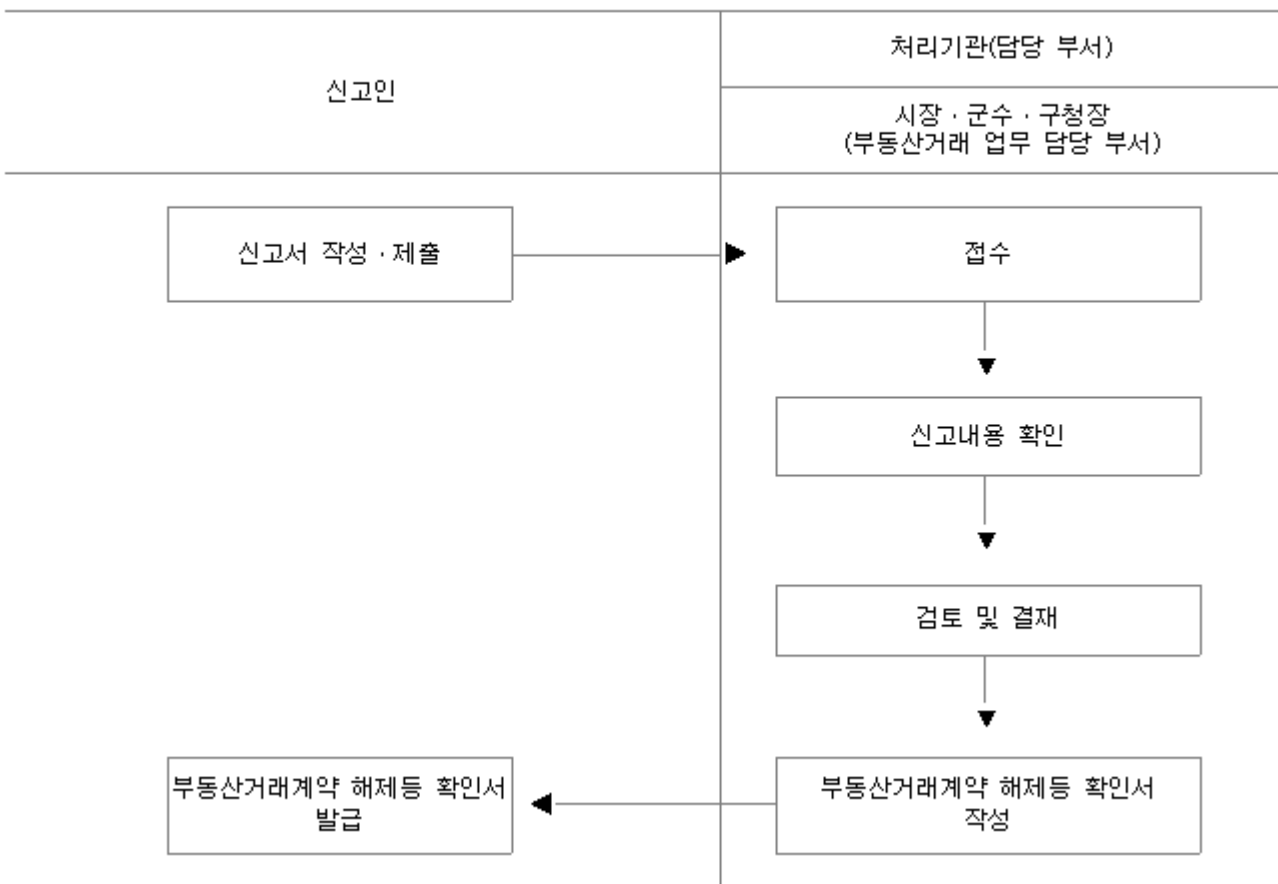 신고인
처리기관(담당 부서)
시장·군수·구청장
(부동산거래 업무 담당 부서)
신고서 작성·제출
접수
신고내용 확인
검토 및 결재
부동산거래계약 해제등 확인서
발급
부동산거래계약 해제등 확인서
작성